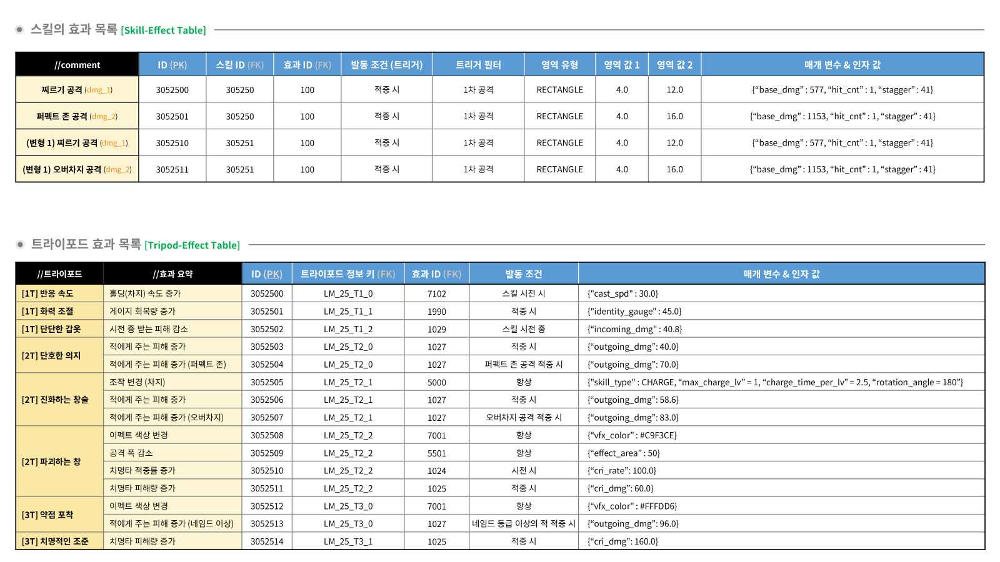 스킬의 효과 목록 [Skill-Effect Table]
//comment ID (PK) 스킬 ID (FK) 효과 ID (FK) 발동 조건 (트리거) 트리거 필터 영역 유형 영역 값 1 영역 값 2 매개 변수 & 인자 값
찌르기 공격 (dmg_1) 3052500 305250 100 적중 시 1차 공격 RECTANGLE 4.0 12.0 {“base_dmg” : 577, “hit_cnt” : 1, “stagger” : 41}
퍼펙트 존 공격 (dmg_2) 3052501 305250 100 적중 시 1차 공격 RECTANGLE 4.0 16.0 {“base_dmg” : 1153, “hit_cnt” : 1, “stagger” : 41}
(변형 1) 찌르기 공격 (dmg_1) 3052510 305251 100 적중 시 1차 공격 RECTANGLE 4.0 12.0 {“base_dmg” : 577, “hit_cnt” : 1, “stagger” : 41}
(변형 1) 오버차지 공격 (dmg_2) 3052511 305251 100 적중 시 1차 공격 RECTANGLE 4.0 16.0 {“base_dmg” : 1153, “hit_cnt” : 1, “stagger” : 41}
트라이포드 효과 목록 [Tripod-Effect Table]
//트라이포드 //효과 요약 ID (PK) 트라이포드 정보 키 (FK) 효과 ID (FK) 발동 조건 매개 변수 & 인자 값
[1T] 반응 속도 홀딩(차지) 속도 증가 3052500 LM_25_T1_0 7102 스킬 시전 시 {"cast_spd" : 30.0}
[1T] 화력 조절 게이지 회복량 증가 3052501 LM_25_T1_1 1990 적중 시 {"identity_gauge" : 45.0}
[1T] 단단한 갑옷 시전 중 받는 피해 감소 3052502 LM_25_T1_2 1029 스킬 시전 중 {“incoming_dmg" : 40.8}
[2T] 단호한 의지 적에게 주는 피해 증가 3052503 LM_25_T2_0 1027 적중 시 {“outgoing_dmg”: 40.0}
적에게 주는 피해 증가 (퍼펙트 존) 3052504 LM_25_T2_0 1027 퍼펙트 존 공격 적중 시 {“outgoing_dmg”: 70.0}
[2T] 진화하는 창술 조작 변경 (차지) 3052505 LM_25_T2_1 5000 항상 {"skill_type" : CHARGE, “max_charge_lv” = 1, “charge_time_per_lv” = 2.5, “rotation_angle = 180”}
적에게 주는 피해 증가 3052506 LM_25_T2_1 1027 적중 시 {“outgoing_dmg”: 58.6}
적에게 주는 피해 증가 (오버차지) 3052507 LM_25_T2_1 1027 오버차지 공격 적중 시 {“outgoing_dmg”: 83.0}
[2T] 파괴하는 창 이펙트 색상 변경 3052508 LM_25_T2_2 7001 항상 {“vfx_color” : #C9F3CE}
공격 폭 감소 3052509 LM_25_T2_2 5501 항상 {“effect_area” : 50}
치명타 적중률 증가 3052510 LM_25_T2_2 1024 시전 시 {“cri_rate”: 100.0}
치명타 피해량 증가 3052511 LM_25_T2_2 1025 적중 시 {“cri_dmg”: 60.0}
[3T] 약점 포착 이펙트 색상 변경 3052512 LM_25_T3_0 7001 항상 {“vfx_color” : #FFFDD6}
적에게 주는 피해 증가 (네임드 이상) 3052513 LM_25_T3_0 1027 네임드 등급 이상의 적 적중 시 {“outgoing_dmg”: 96.0}
[3T] 치명적인 조준 치명타 피해량 증가 3052514 LM_25_T3_1 1025 적중 시 {“cri_dmg”: 160.0}